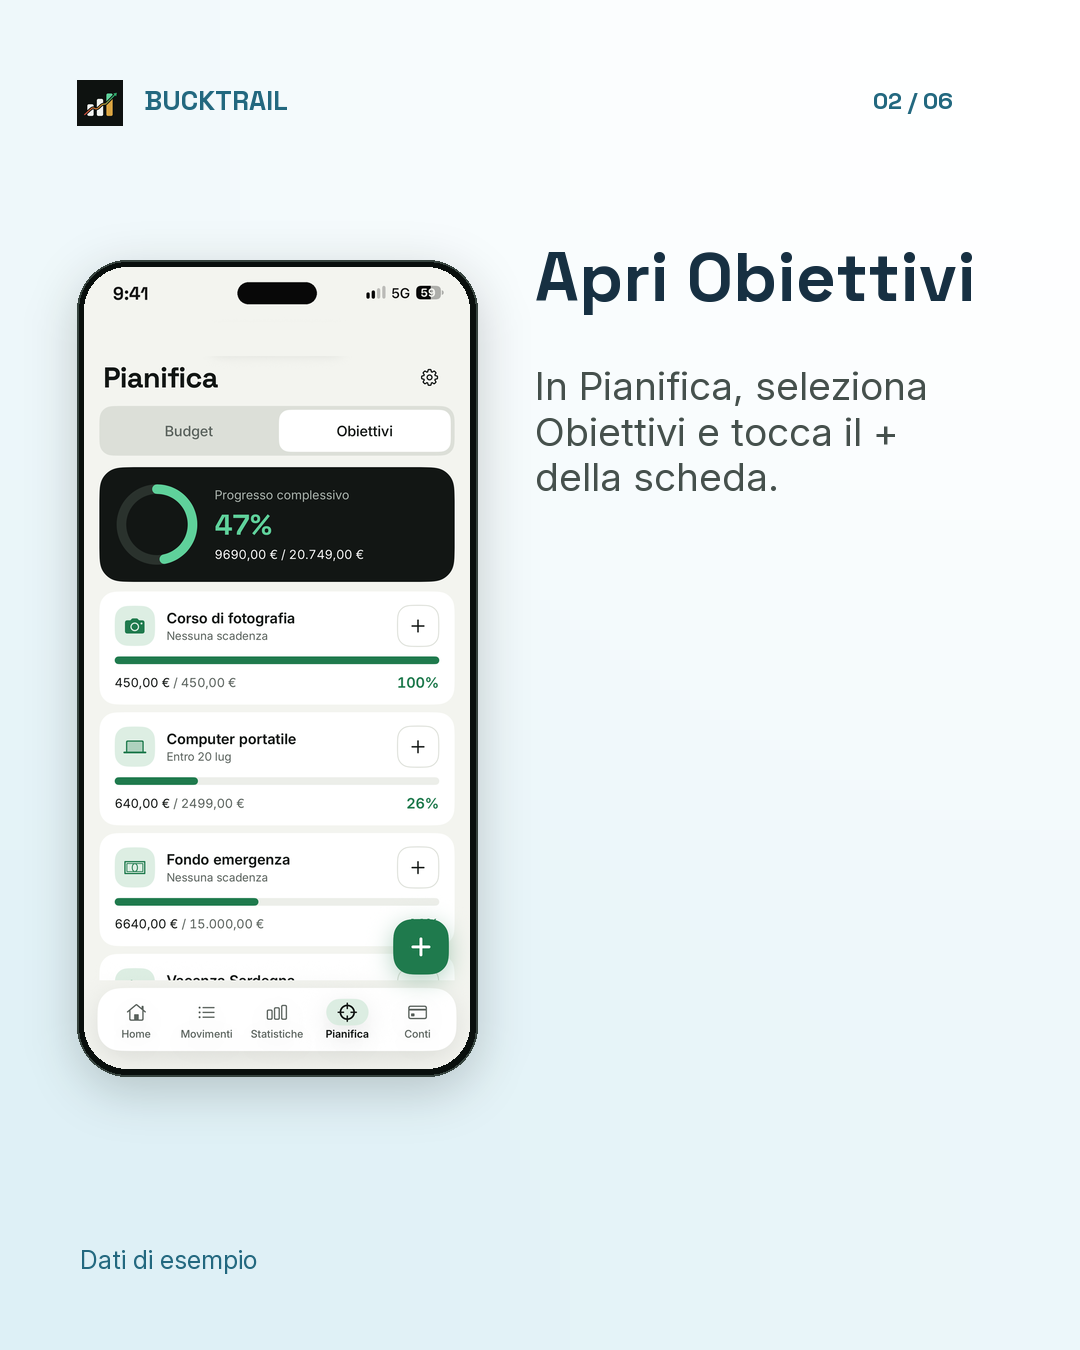 BUCKTRAIL
02 / 06
Apri Obiettivi
In Pianifica, seleziona
Obiettivi e tocca il +
della scheda.
9:41
5G 59
Pianifica
Budget
Obiettivi
Progresso complessivo
47%
9690,00 € / 20.749,00 €
Corso di fotografia
Nessuna scadenza
450,00 € / 450,00 €
100%
Computer portatile
Entro 20 lug
640,00 € / 2499,00 €
26%
Fondo emergenza
Nessuna scadenza
6640,00 € / 15.000,00 €
Vacanza Sardegna
Home
Movimenti
Statistiche
Pianifica
Conti
Dati di esempio